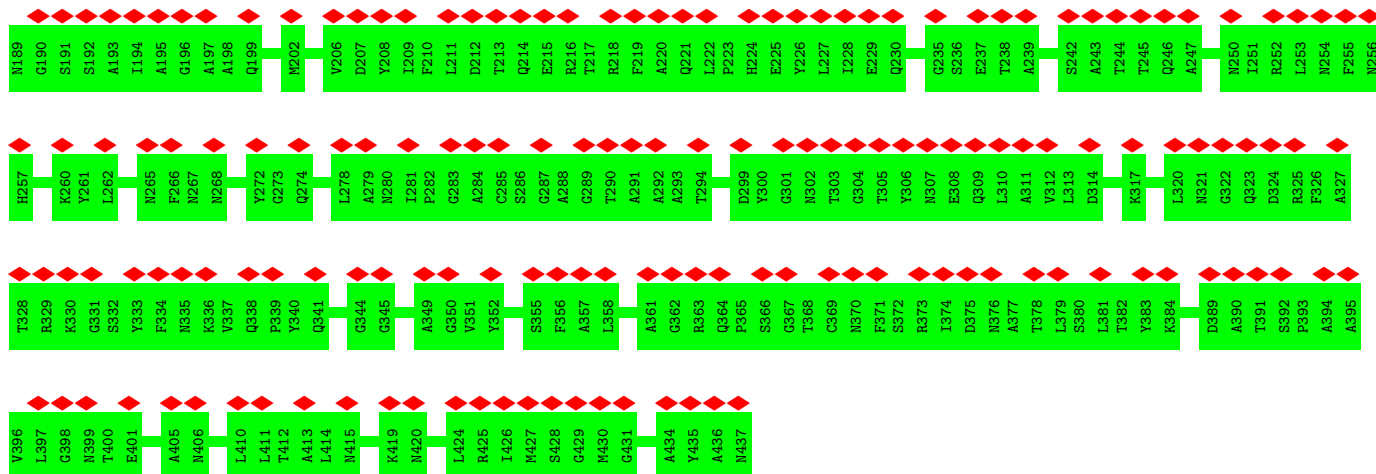 N189 G190 S191 S192 A193 I194 A195 G196 A197 A198 Q199 M202 V206 D207 Y208 I209 F210 L211 D212 T213 Q214 E215 R216 T217 R218 F219 A220 Q221 L222 P223 H224 E225 Y226 L227 I228 E229 Q230 G235 S236 E237 T238 A239 S242 A243 T244 T245 Q246 A247 N250 I251 R252 L253 N254 F255 N256
H257 K260 Y261 L262 N265 F266 N267 N268 Y272 G273 Q274 L278 A279 N280 I281 P282 G283 A284 C285 S286 G287 A288 G289 T290 A291 A292 A293 T294 D299 Y300 G301 N302 T303 G304 T305 Y306 N307 E308 Q309 L310 A311 V312 L313 D314 K317 L320 N321 G322 Q323 D324 R325 F326 A327
T328 R329 K330 G331 S332 Y333 F334 N335 K336 V337 Q338 P339 Y340 Q341 G344 G345 A349 G350 V351 Y352 S355 F356 A357 L358 A361 G362 R363 Q364 P365 S366 G367 T368 C369 N370 F371 S372 R373 I374 D375 N376 A377 T378 L379 S380 L381 T382 Y383 K384 D389 A390 T391 S392 P393 A394 A395
V396 L397 G398 N399 T400 E401 A405 N406 L410 L411 T412 A413 L414 N415 K419 N420 L424 R425 I426 M427 S428 G429 M430 G431 A434 Y435 A436 N437